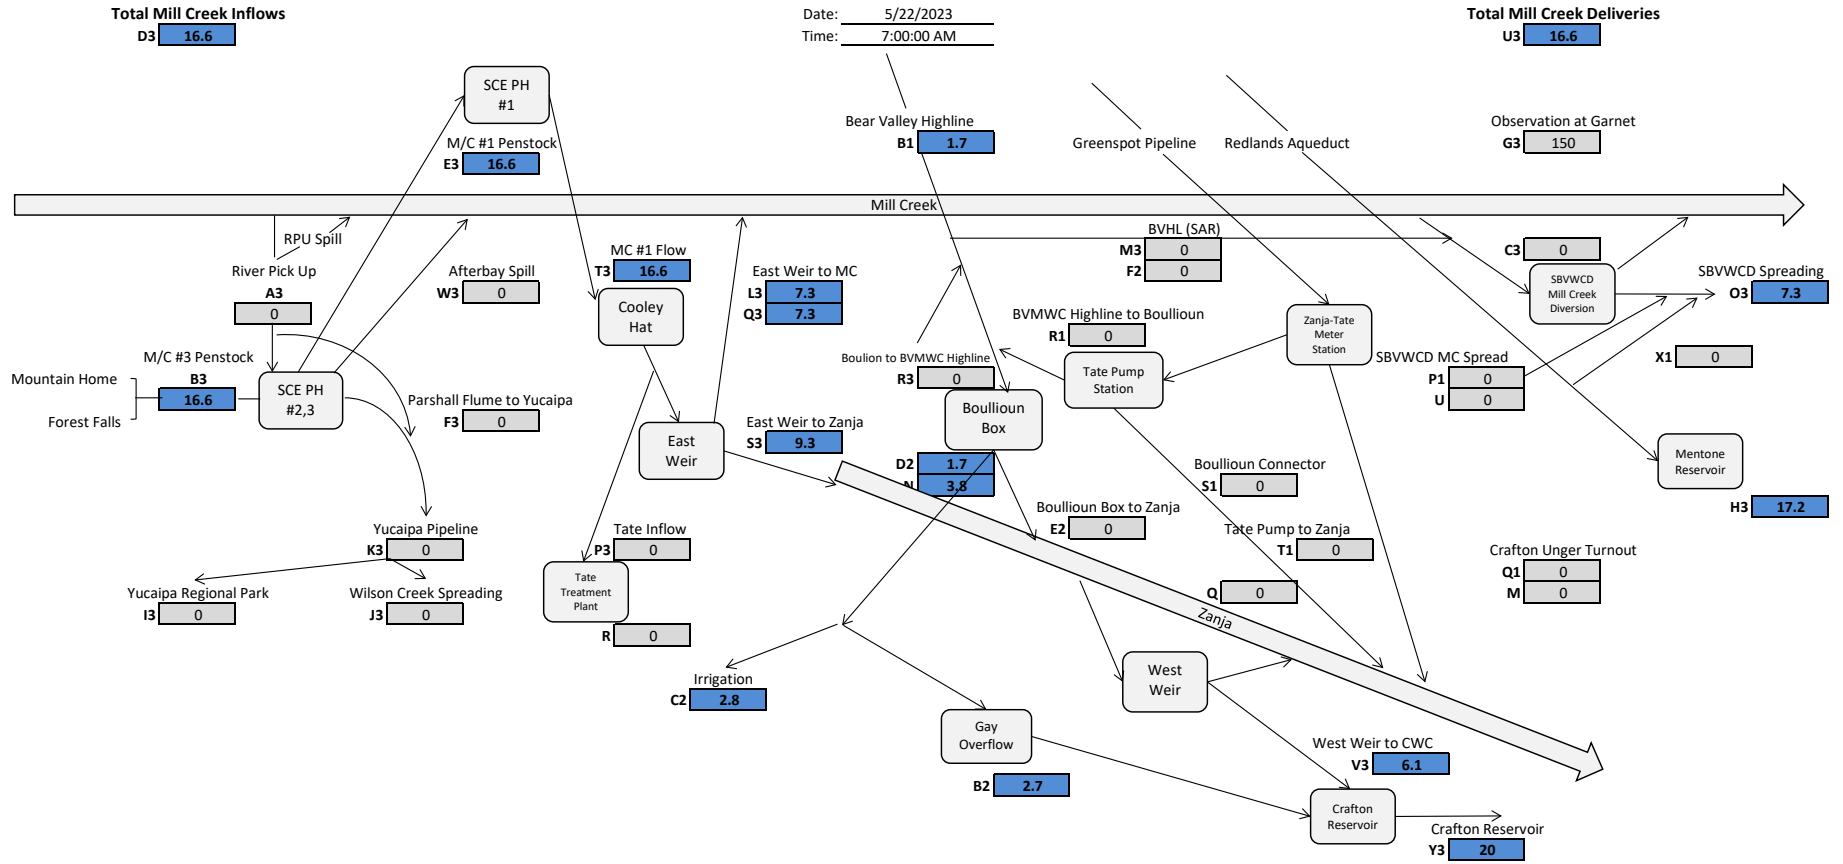 Total Mill Creek Inflows
D3 16.6
Date: 5/22/2023
Time: 7:00:00 AM
Total Mill Creek Deliveries
U3 16.6
SCE PH
#1
M/C #1 Penstock
E3 16.6
Bear Valley Highline
B1 1.7
Greenspot Pipeline
Redlands Aqueduct
Observation at Garnet
G3 150
Mill Creek
RPU Spill
River Pick Up
A3
0
Afterbay Spill
W3 0
MC #1 Flow
T3 16.6
Cooley
Hat
East Weir to MC
L3 7.3
Q3 7.3
BVHL (SAR)
M3 0
F2 0
C3 0
SBVWCD
Mill Creek
Diversion
SBVWCD Spreading
O3 7.3
BVMWC Highline to Boullioun
R1 0
Zanja-Tate
Meter
Station
Boulion to BVMWC Highline
R3 0
Tate Pump
Station
SBVWCD MC Spread
P1 0
U 0
X1 0
M/C #3 Penstock
B3
16.6
Mountain Home
Forest Falls
SCE PH
#2,3
Parshall Flume to Yucaipa
F3 0
East
Weir
East Weir to Zanja
S3 9.3
Boullioun
Box
D2 1.7
N 3.8
Mentone
Reservoir
H3 17.2
Boullioun Connector
S1 0
Boullioun Box to Zanja
E2 0
Tate Pump to Zanja
T1 0
Yucaipa Pipeline
K3 0
Tate Inflow
P3 0
Tate
Treatment
Plant
R 0
Crafton Unger Turnout
Q1 0
M 0
Yucaipa Regional Park
I3 0
Wilson Creek Spreading
J3 0
Q 0
Zanja
Irrigation
C2 2.8
West
Weir
Gay
Overflow
B2 2.7
West Weir to CWC
V3 6.1
Crafton
Reservoir
Crafton Reservoir
Y3 20